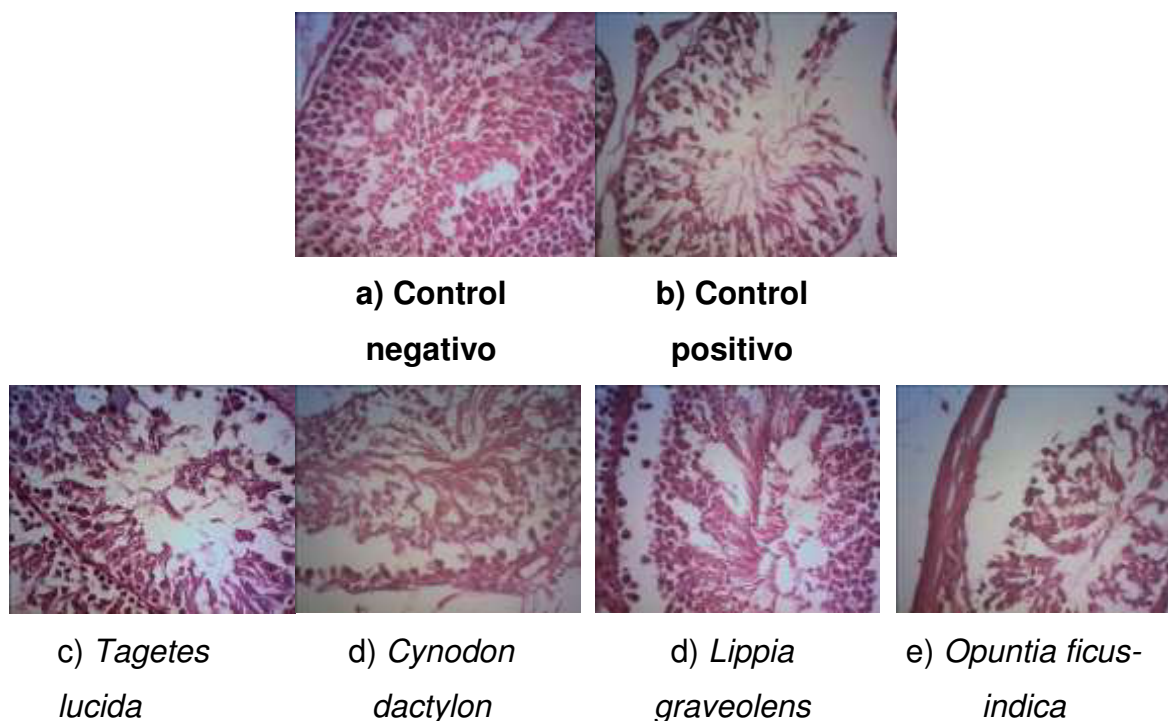 a) Control
negativo
b) Control
positivo
c) Tagetes
lucida
d) Cynodon
dactylon
d) Lippia
graveolens
e) Opuntia ficus-
indica